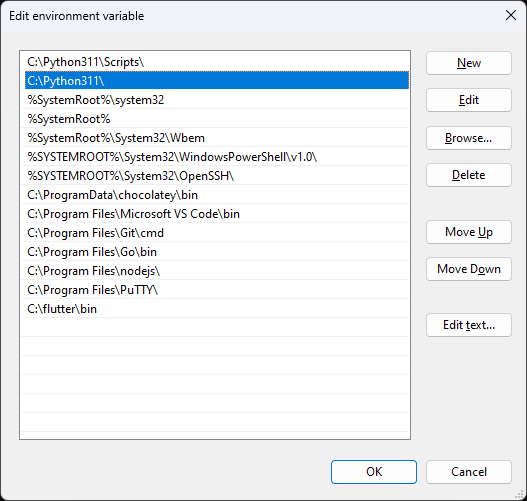 Edit environment variable
C:\Python311\Scripts\
C:\Python311\
%SystemRoot%\system32
%SystemRoot%
%SystemRoot%\System32\Wbem
%SYSTEMROOT%\System32\WindowsPowerShell\v1.0\
%SYSTEMROOT%\System32\OpenSSH\
C:\ProgramData\chocolatey\bin
C:\Program Files\Microsoft VS Code\bin
C:\Program Files\Git\cmd
C:\Program Files\Go\bin
C:\Program Files\nodejs\
C:\Program Files\PuTTY\
C:\flutter\bin
New
Edit
Browse...
Delete
Move Up
Move Down
Edit text...
OK
Cancel